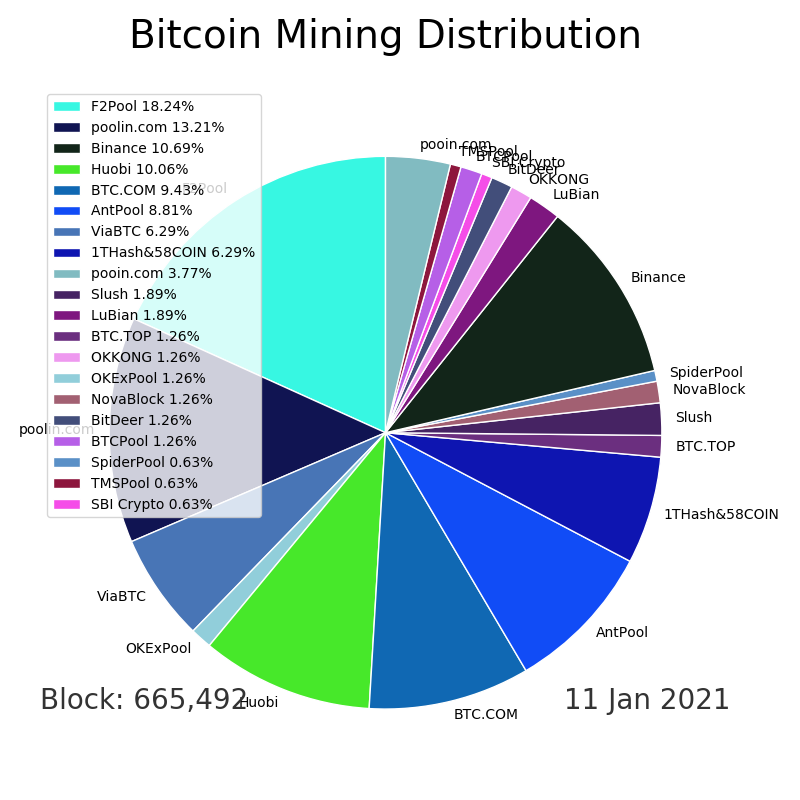 Bitcoin Mining Distribution
F2Pool 18.24%
poolin.com 13.21%
Binance 10.69%
Huobi 10.06%
BTC.COM 9.43%
AntPool 8.81%
ViaBTC 6.29%
1THash&58COIN 6.29%
pooin.com 3.77%
Slush 1.89%
LuBian 1.89%
BTC.TOP 1.26%
OKKONG 1.26%
OKExPool 1.26%
NovaBlock 1.26%
BitDeer 1.26%
BTCPool 1.26%
SpiderPool 0.63%
TMSPool 0.63%
SBI Crypto 0.63%
pooin.com
TMSPool
BTCPool
SBI Crypto
BitDeer
OKKONG
LuBian
Binance
SpiderPool
NovaBlock
Slush
BTC.TOP
1THash&58COIN
AntPool
BTC.COM
Huobi
OKExPool
ViaBTC
poolin.com
F2Pool
Block: 665,492
11 Jan 2021